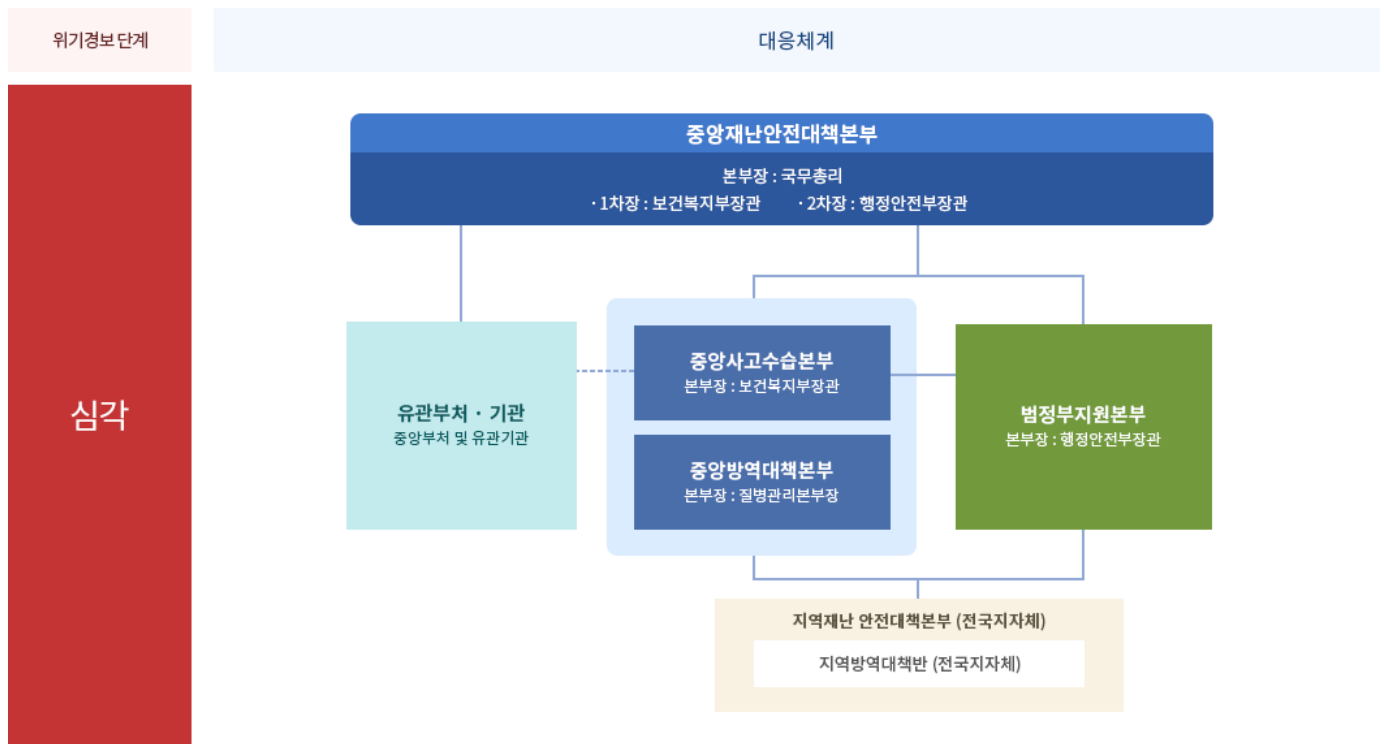 위기경보 단계
대응체계
심각
중앙재난안전대책본부
본부장 : 국무총리
· 1차장 : 보건복지부장관 · 2차장 : 행정안전부장관
유관부처 · 기관
중앙부처 및 유관기관
중앙사고수습본부
본부장 : 보건복지부장관
중앙방역대책본부
본부장 : 질병관리본부장
범정부지원본부
본부장 : 행정안전부장관
지역재난 안전대책본부 (전국지자체)
지역방역대책반 (전국지자체)